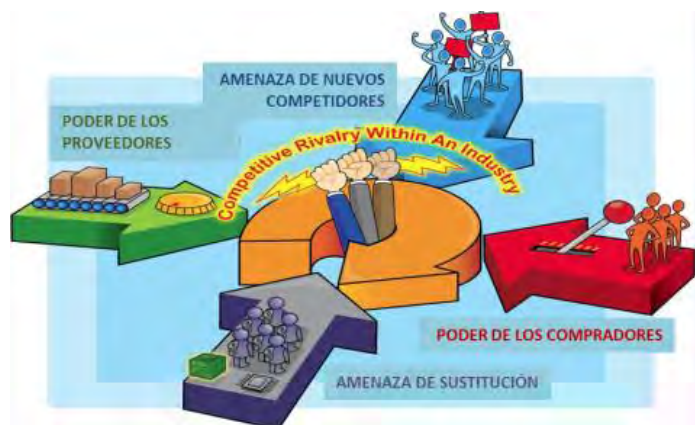 AMENAZA DE NUEVOS
COMPETIDORES
PODER DE LOS
PROVEEDORES
Competitive Rivalry Within An Industry
PODER DE LOS COMPRADORES
AMENAZA DE SUSTITUCIÓN